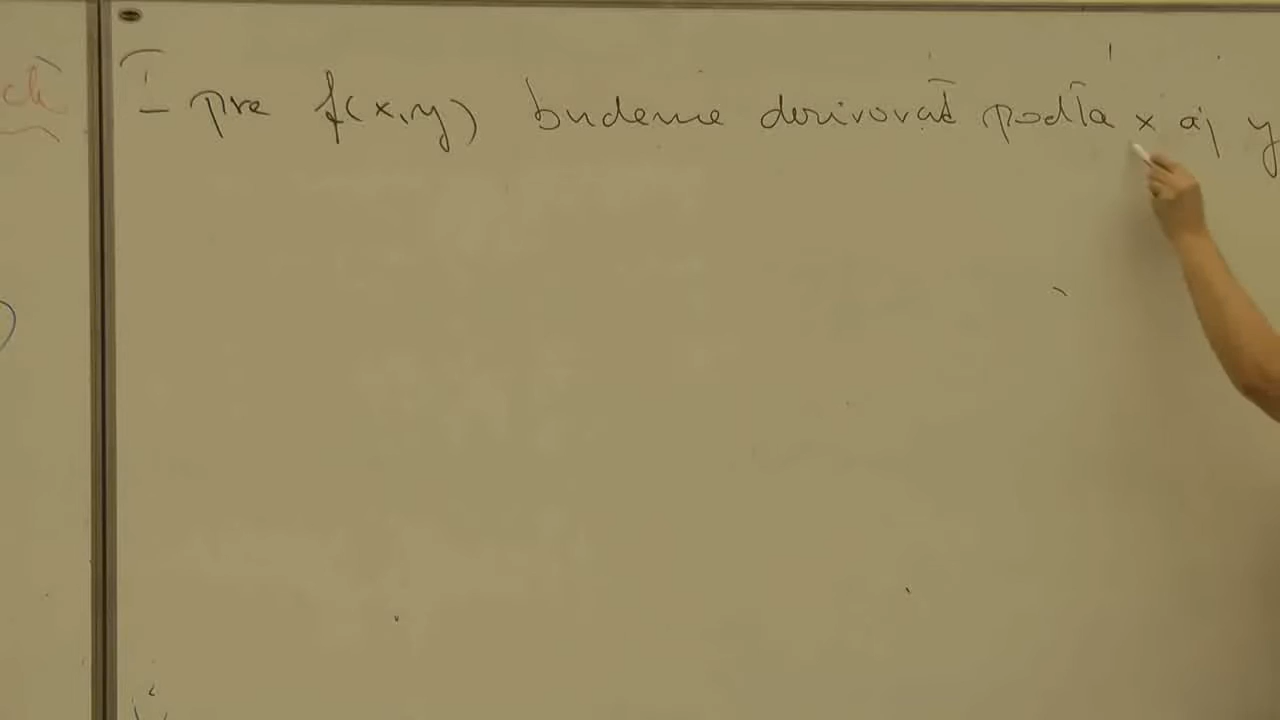 - pre f(x,y) budeme derivovať podľa x aj y